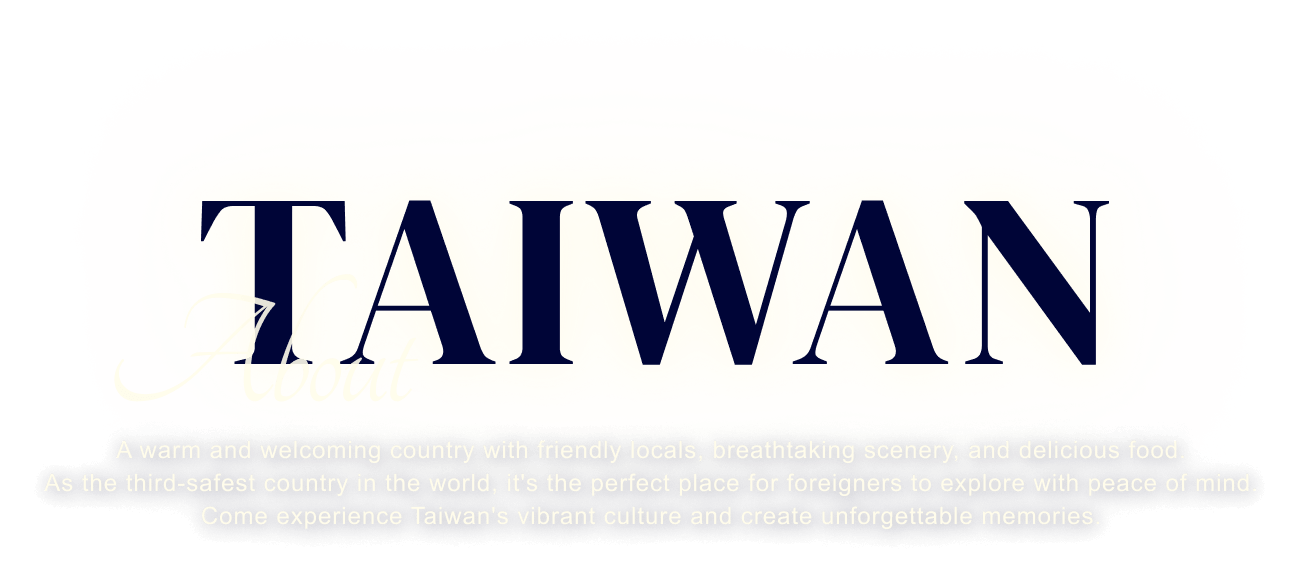 TAIWAN
About
A warm and welcoming country with friendly locals, breathtaking scenery, and delicious food.
As the third-safest country in the world, it's the perfect place for foreigners to explore with peace of mind.
Come experience Taiwan's vibrant culture and create unforgettable memories.